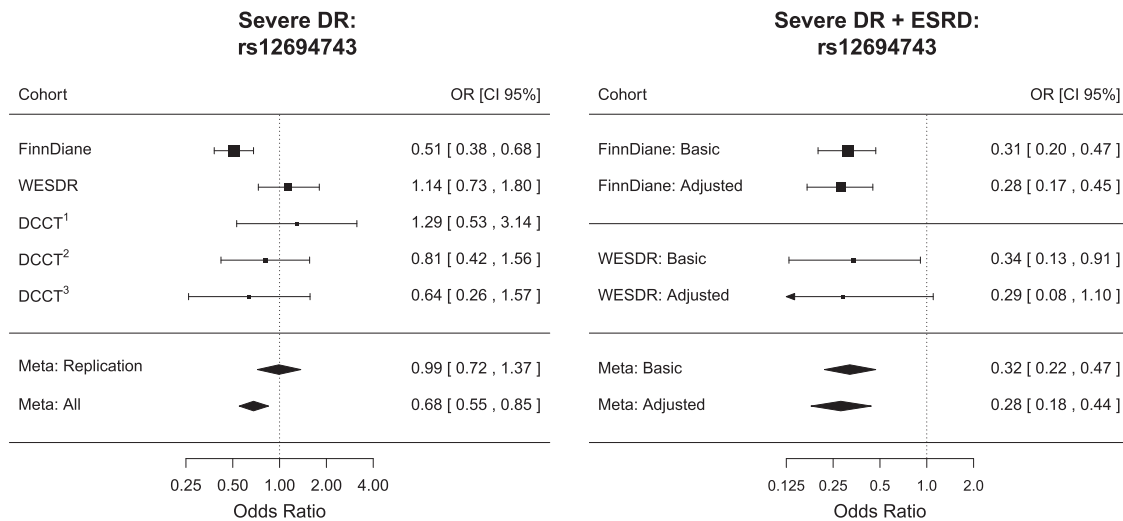 Severe DR:
rs12694743
Cohort OR [CI 95%]
FinnDiane 0.51 [ 0.38 , 0.68 ]
WESDR 1.14 [ 0.73 , 1.80 ]
DCCT¹ 1.29 [ 0.53 , 3.14 ]
DCCT² 0.81 [ 0.42 , 1.56 ]
DCCT³ 0.64 [ 0.26 , 1.57 ]
Meta: Replication 0.99 [ 0.72 , 1.37 ]
Meta: All 0.68 [ 0.55 , 0.85 ]
0.25 0.50 1.00 2.00 4.00
Odds Ratio
Severe DR + ESRD:
rs12694743
Cohort OR [CI 95%]
FinnDiane: Basic 0.31 [ 0.20 , 0.47 ]
FinnDiane: Adjusted 0.28 [ 0.17 , 0.45 ]
WESDR: Basic 0.34 [ 0.13 , 0.91 ]
WESDR: Adjusted 0.29 [ 0.08 , 1.10 ]
Meta: Basic 0.32 [ 0.22 , 0.47 ]
Meta: Adjusted 0.28 [ 0.18 , 0.44 ]
0.125 0.25 0.5 1.0 2.0
Odds Ratio